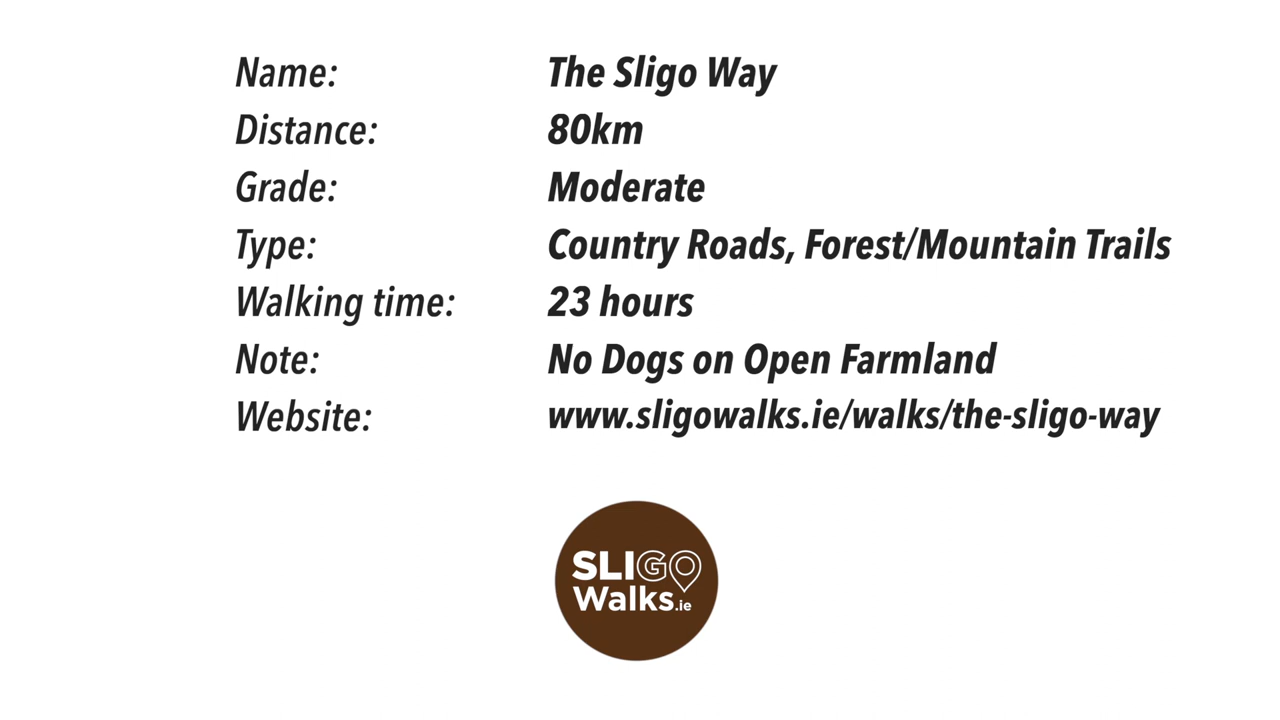 Name: The Sligo Way
Distance: 80km
Grade: Moderate
Type: Country Roads, Forest/Mountain Trails
Walking time: 23 hours
Note: No Dogs on Open Farmland
Website: www.sligowalks.ie/walks/the-sligo-way
SLIGO
Walks.ie